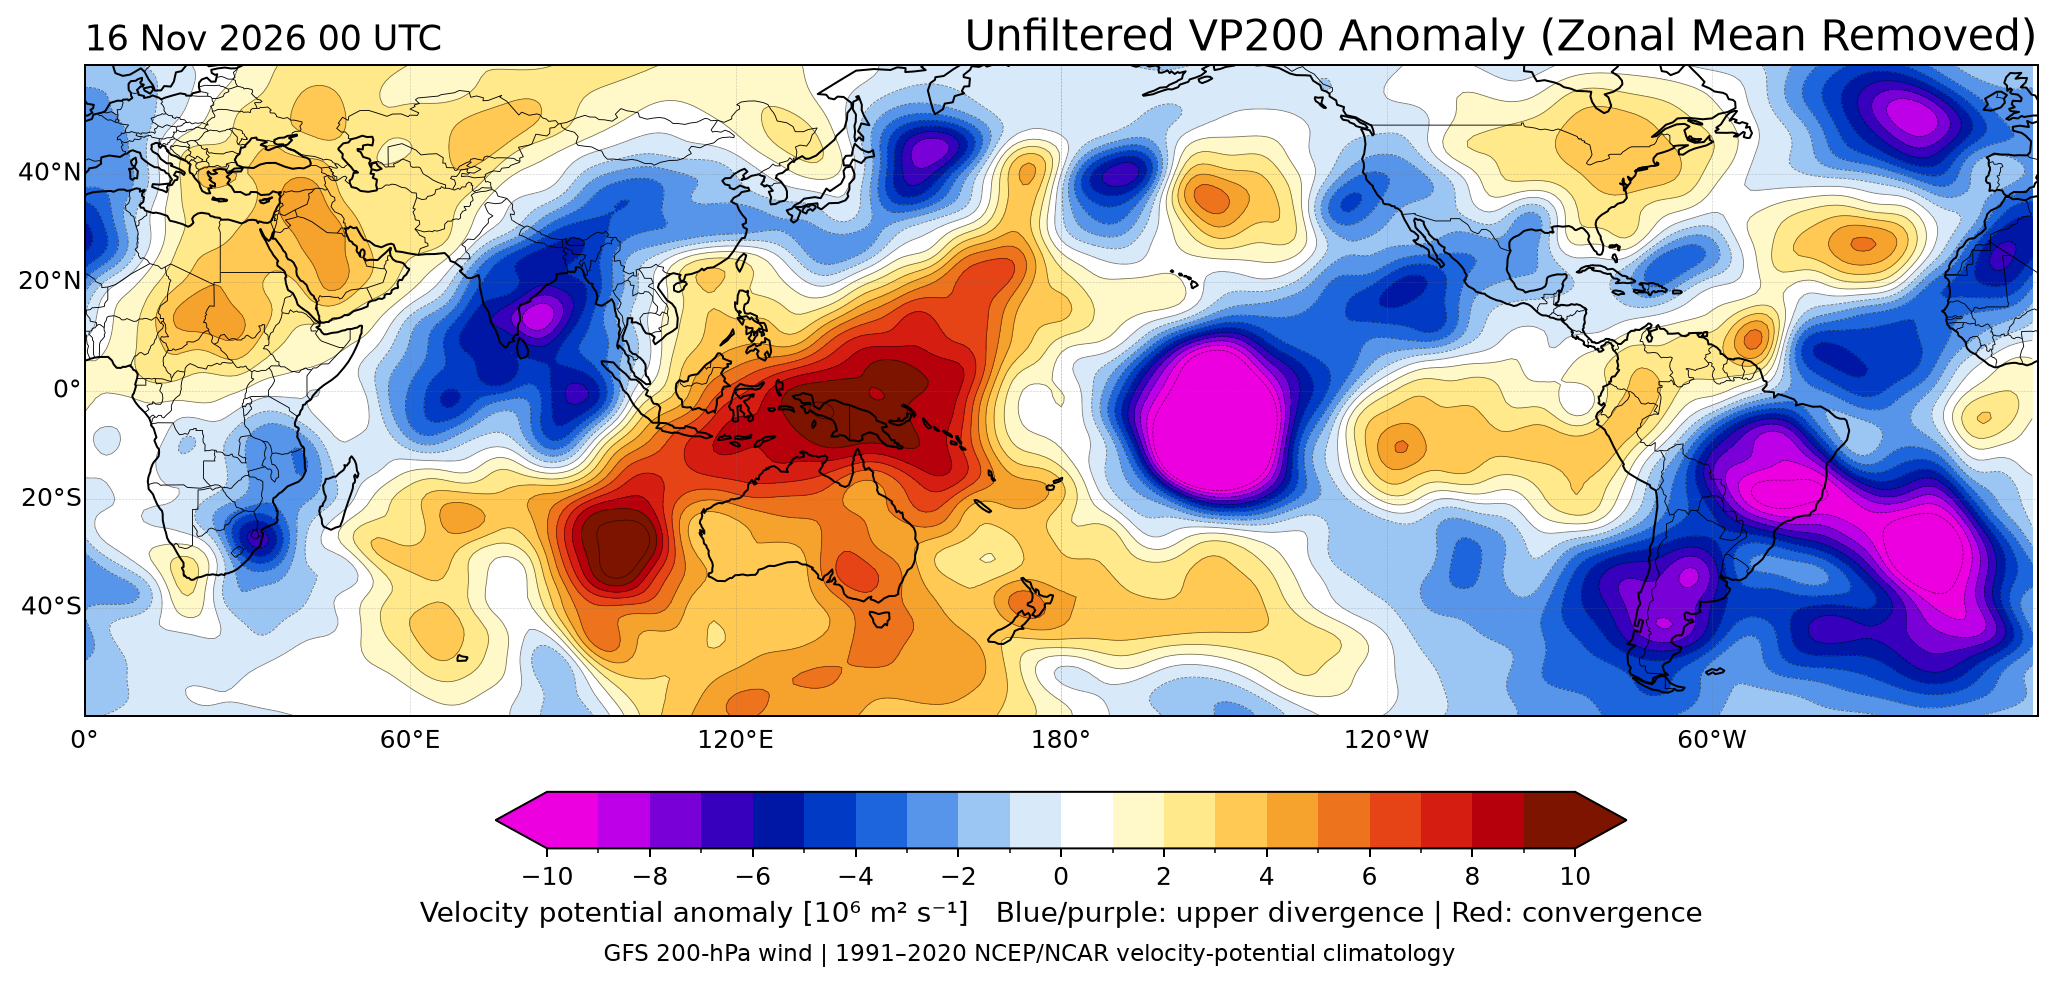 16 Nov 2026 00 UTC
Unfiltered VP200 Anomaly (Zonal Mean Removed)
40°N
20°N
0°
20°S
40°S
0° 60°E 120°E 180° 120°W 60°W
−10 −8 −6 −4 −2 0 2 4 6 8 10
Velocity potential anomaly [10⁶ m² s⁻¹]   Blue/purple: upper divergence | Red: convergence
GFS 200-hPa wind | 1991–2020 NCEP/NCAR velocity-potential climatology